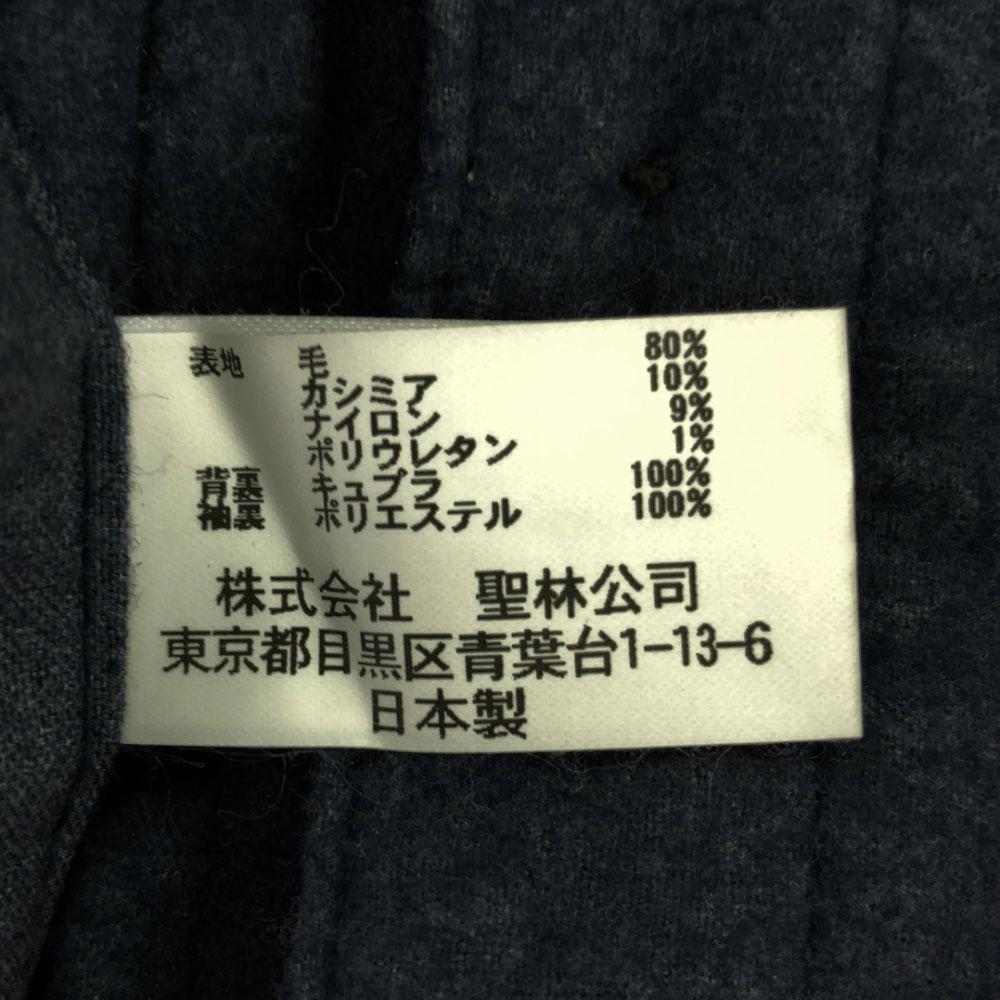 表地 毛 80%
カシミア 10%
ナイロン 9%
ポリウレタン 1%
背裏 キュプラ 100%
袖裏 ポリエステル 100%
株式会社 聖林公司
東京都目黒区青葉台1-13-6
日本製